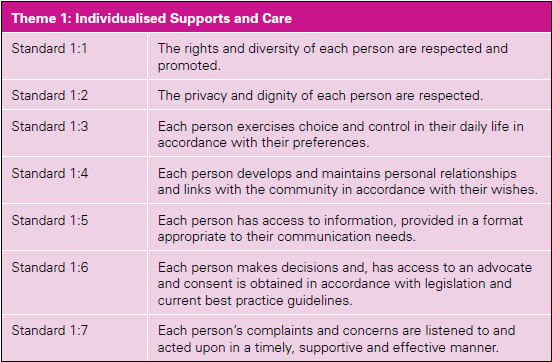 Theme 1: Individualised Supports and Care
Standard 1:1 The rights and diversity of each person are respected and
promoted.
Standard 1:2 The privacy and dignity of each person are respected.
Standard 1:3 Each person exercises choice and control in their daily life in
accordance with their preferences.
Standard 1:4 Each person develops and maintains personal relationships
and links with the community in accordance with their wishes.
Standard 1:5 Each person has access to information, provided in a format
appropriate to their communication needs.
Standard 1:6 Each person makes decisions and, has access to an advocate
and consent is obtained in accordance with legislation and
current best practice guidelines.
Standard 1:7 Each person's complaints and concerns are listened to and
acted upon in a timely, supportive and effective manner.